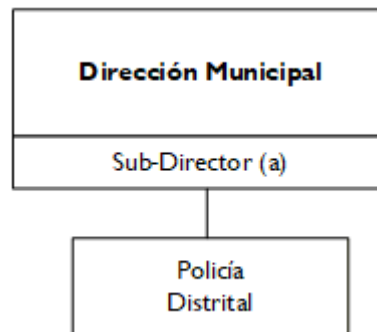 Dirección Municipal
Sub-Director (a)
Policía
Distrital